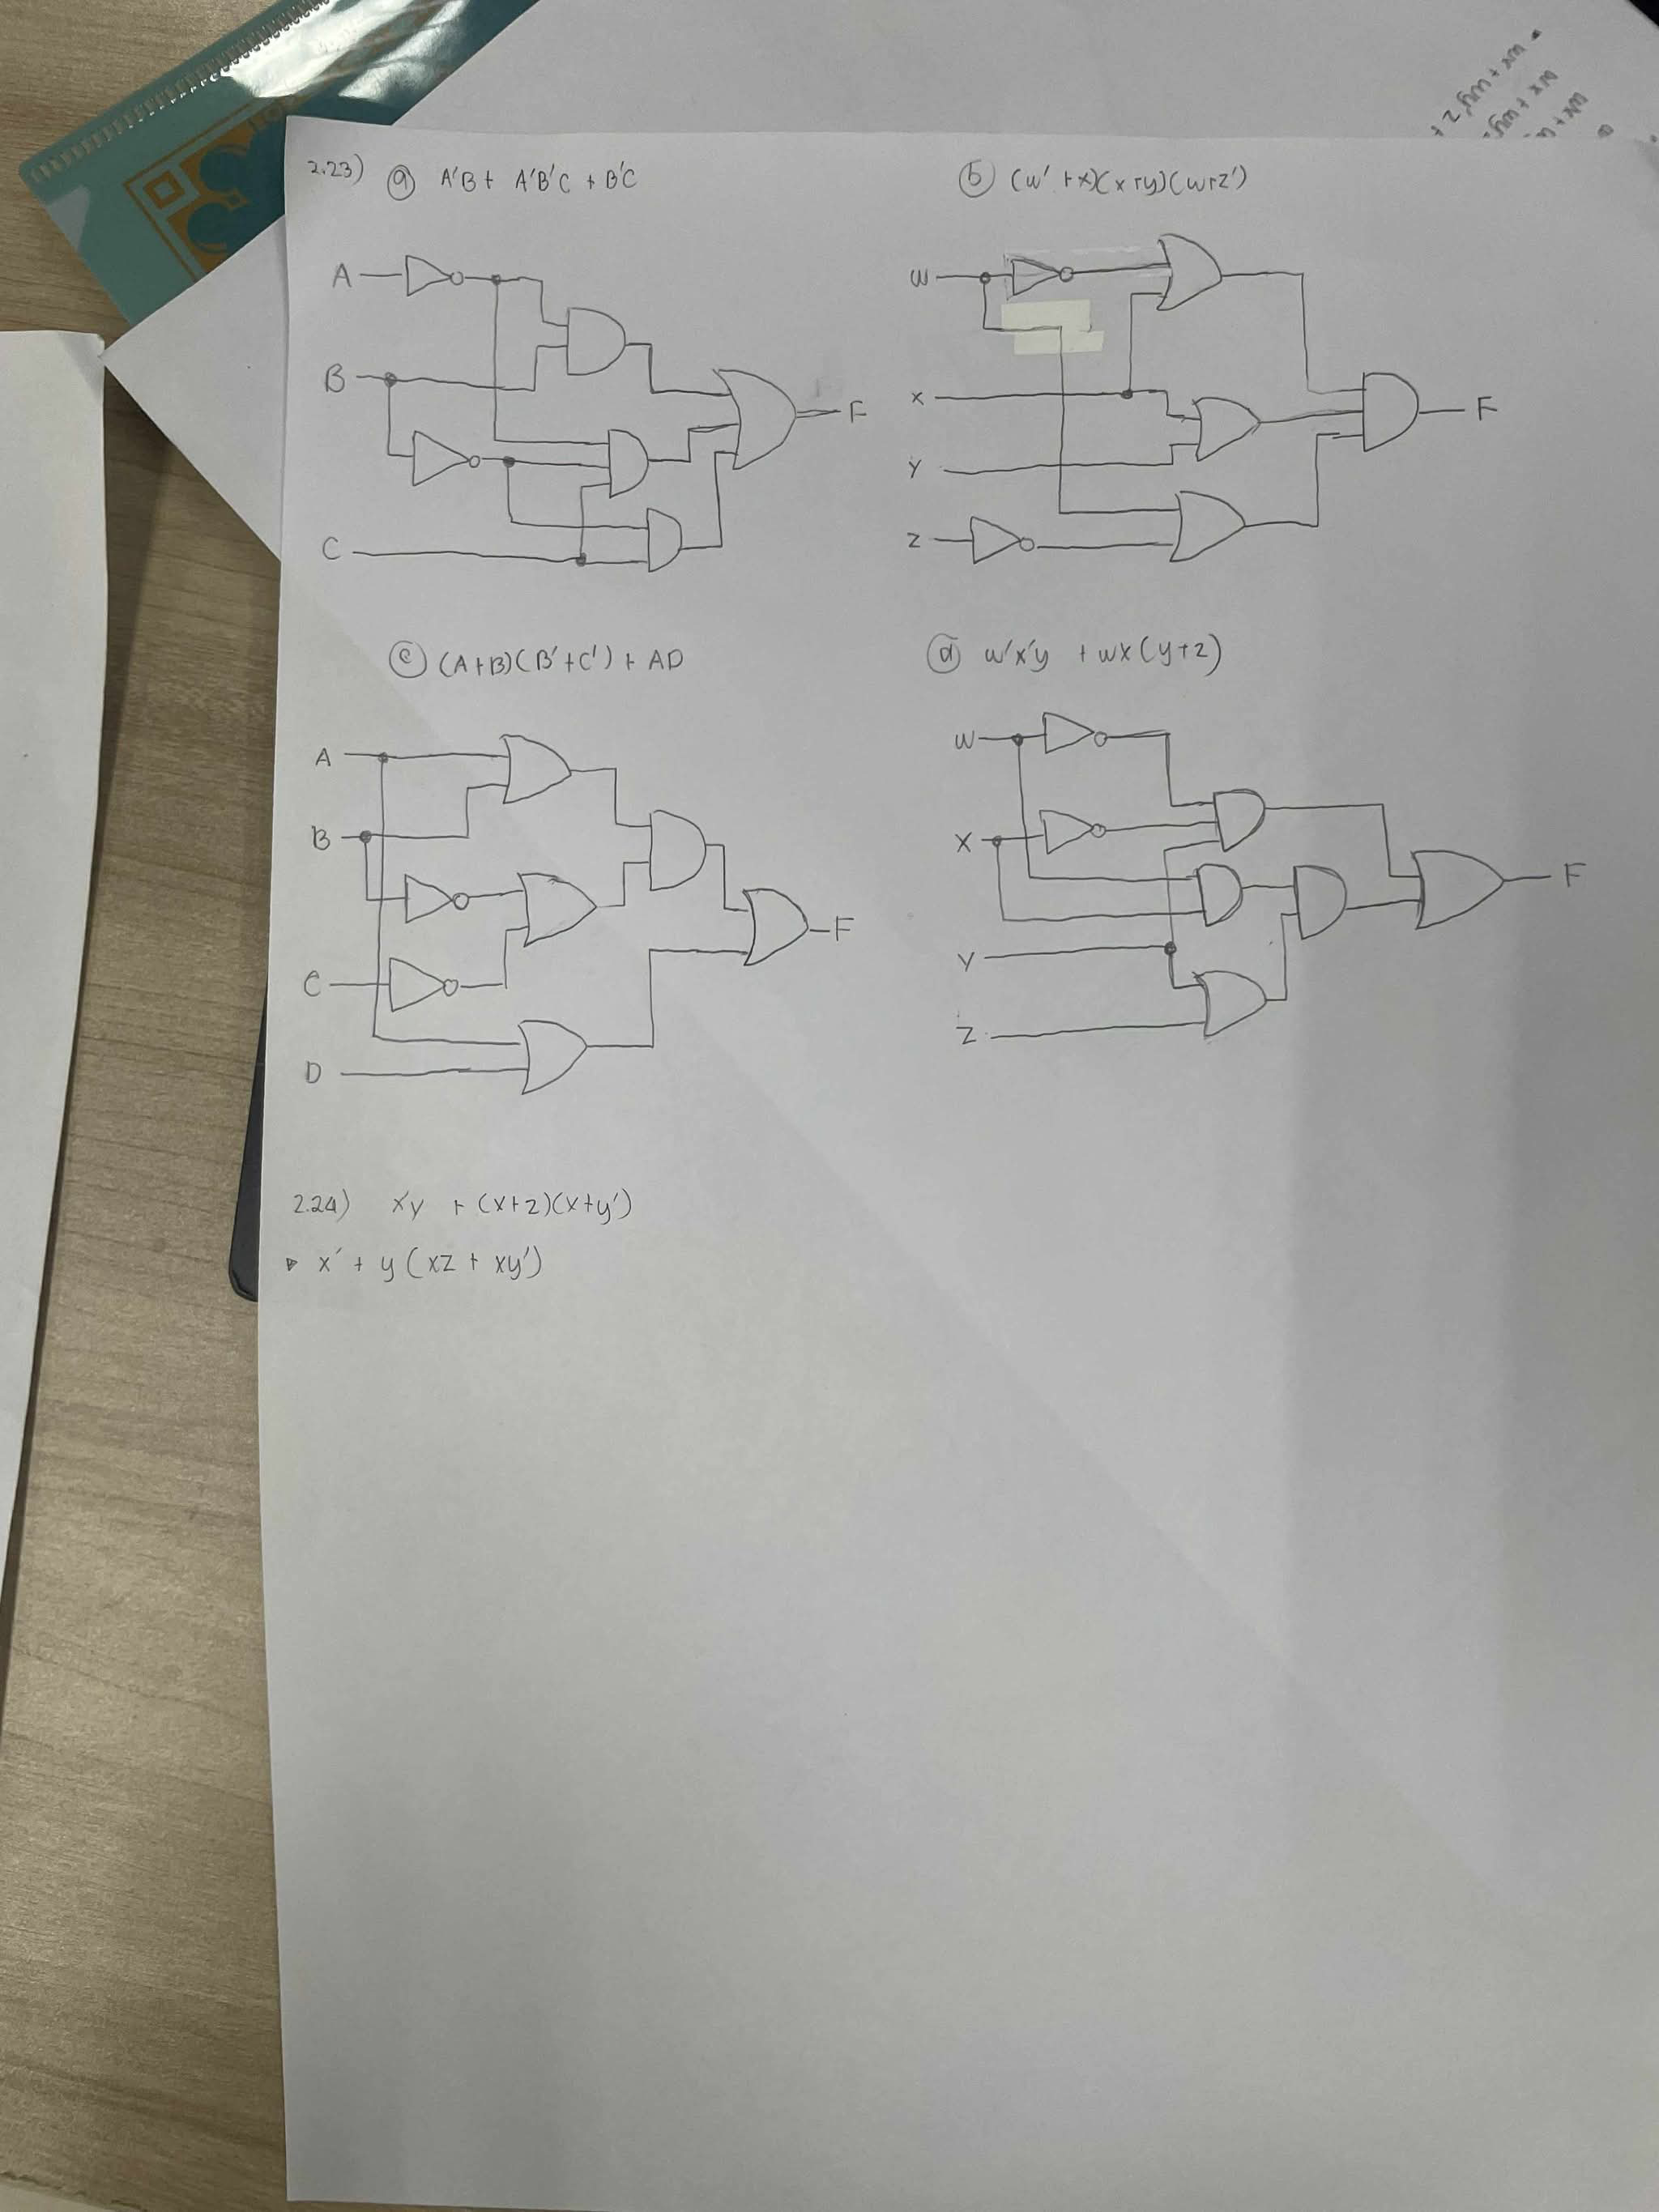 2.23) a A'B + A'B'C + B'C
b (w' + x)(x+y)(w+z')
A
B
C
F
w
x
y
z
F
c (A+B)(B'+C') + AD
d w'x'y + wx(y+z)
A
B
C
D
F
w
x
y
z
F
2.24) x'y + (x+z)(x+y')
▹ x' + y (xz + xy')